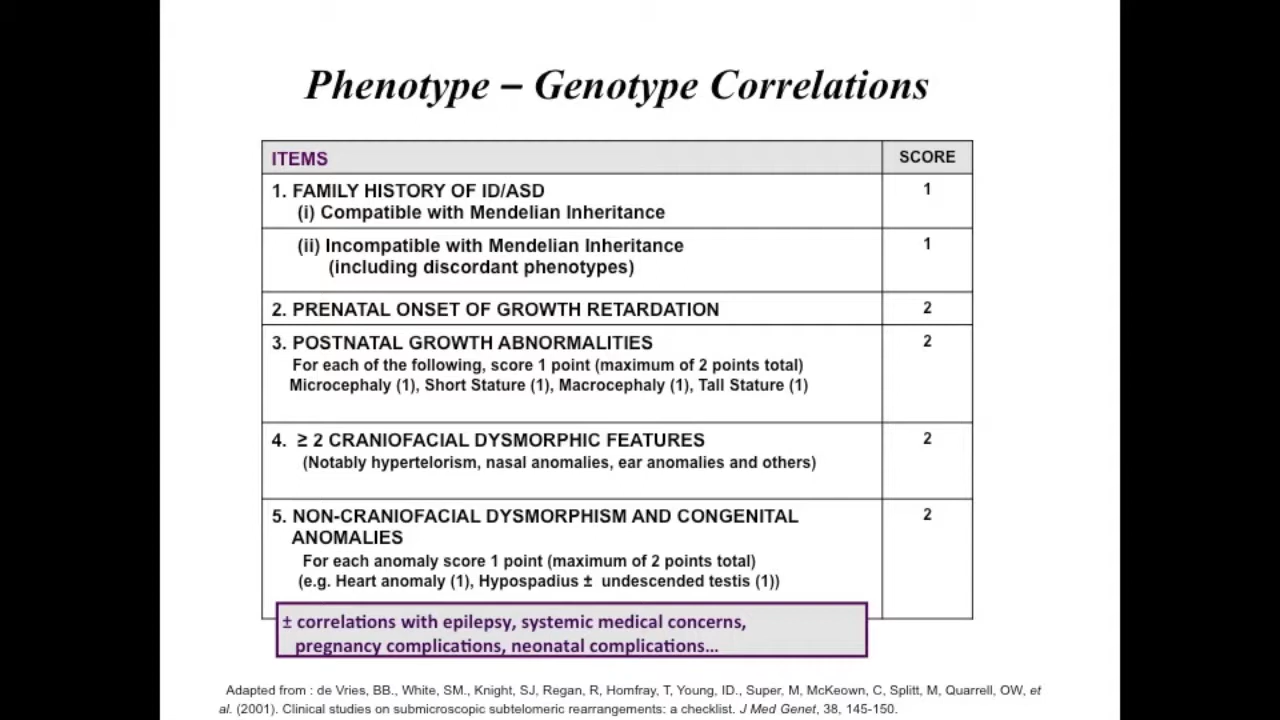 Phenotype – Genotype Correlations
ITEMS
SCORE
1. FAMILY HISTORY OF ID/ASD
1
(i) Compatible with Mendelian Inheritance
(ii) Incompatible with Mendelian Inheritance
1
(including discordant phenotypes)
2. PRENATAL ONSET OF GROWTH RETARDATION
2
3. POSTNATAL GROWTH ABNORMALITIES
2
For each of the following, score 1 point (maximum of 2 points total)
Microcephaly (1), Short Stature (1), Macrocephaly (1), Tall Stature (1)
4. ≥ 2 CRANIOFACIAL DYSMORPHIC FEATURES
2
(Notably hypertelorism, nasal anomalies, ear anomalies and others)
5. NON-CRANIOFACIAL DYSMORPHISM AND CONGENITAL
2
ANOMALIES
For each anomaly score 1 point (maximum of 2 points total)
(e.g. Heart anomaly (1), Hypospadius ± undescended testis (1))
± correlations with epilepsy, systemic medical concerns,
pregnancy complications, neonatal complications…
Adapted from : de Vries, BB., White, SM., Knight, SJ, Regan, R, Homfray, T, Young, ID., Super, M, McKeown, C, Splitt, M, Quarrell, OW, et
al. (2001). Clinical studies on submicroscopic subtelomeric rearrangements: a checklist. J Med Genet, 38, 145-150.